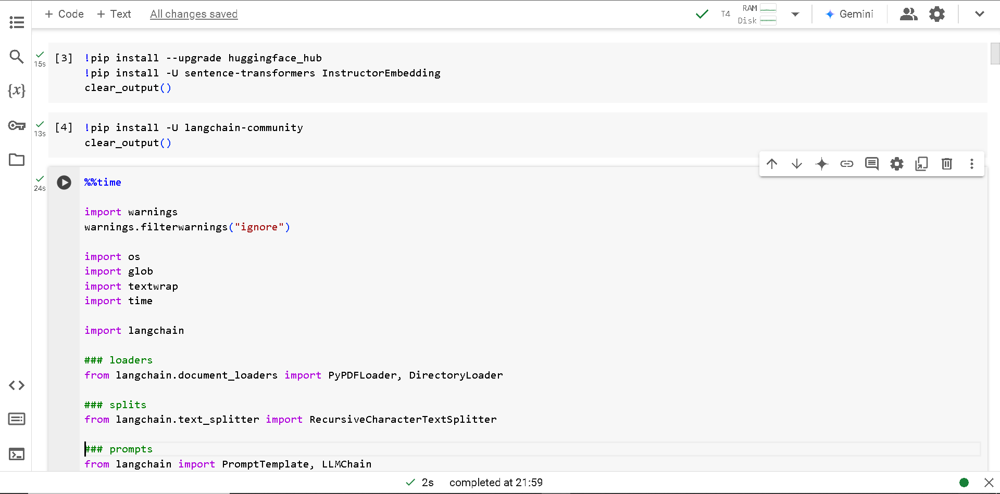 + Code + Text All changes saved
T4 RAM Disk
Gemini
15s
[3] !pip install --upgrade huggingface_hub
!pip install -U sentence-transformers InstructorEmbedding
clear_output()
{x}
13s
[4] !pip install -U langchain-community
clear_output()
24s
%%time
import warnings
warnings.filterwarnings("ignore")
import os
import glob
import textwrap
import time
import langchain
### loaders
from langchain.document_loaders import PyPDFLoader, DirectoryLoader
### splits
from langchain.text_splitter import RecursiveCharacterTextSplitter
### prompts
from langchain import PromptTemplate, LLMChain
2s completed at 21:59